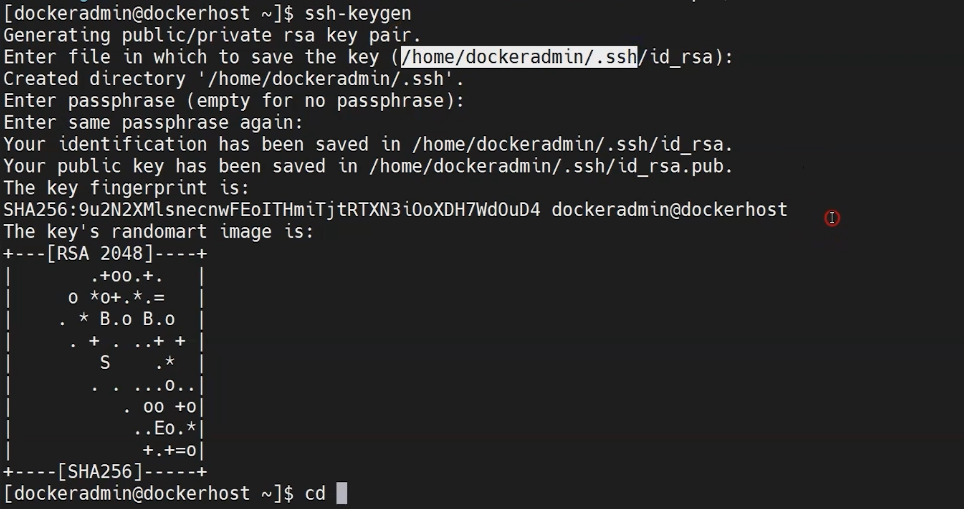 [dockeradmin@dockerhost ~]$ ssh-keygen
Generating public/private rsa key pair.
Enter file in which to save the key (/home/dockeradmin/.ssh/id_rsa):
Created directory '/home/dockeradmin/.ssh'.
Enter passphrase (empty for no passphrase):
Enter same passphrase again:
Your identification has been saved in /home/dockeradmin/.ssh/id_rsa.
Your public key has been saved in /home/dockeradmin/.ssh/id_rsa.pub.
The key fingerprint is:
SHA256:9u2N2XMlsnecnwFEoITHmiTjtRTXN3iOoXDH7WdOuD4 dockeradmin@dockerhost
The key's randomart image is:
+---[RSA 2048]----+
|       .+oo.+.   |
|     o *o+.*.=   |
|    . * B.o B.o  |
|     . + . ..+ + |
|        S    .*  |
|       . . ...o..|
|          . oo +o|
|           ..Eo.*|
|            +.+=o|
+----[SHA256]-----+
[dockeradmin@dockerhost ~]$ cd